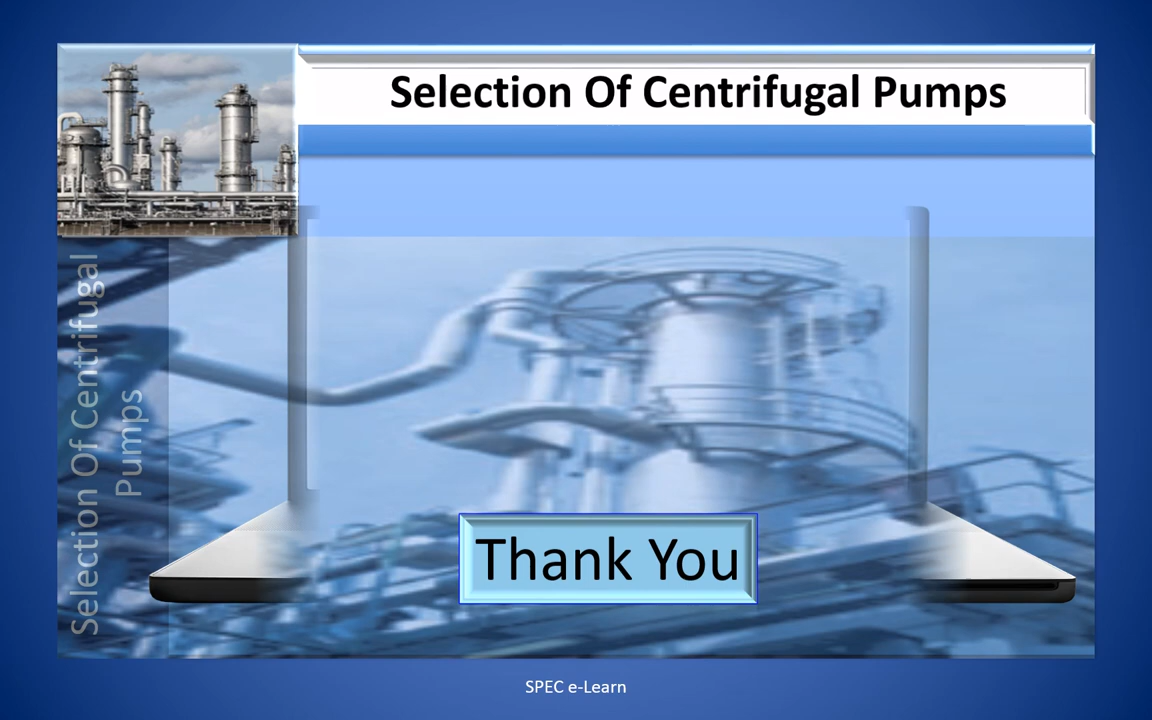 Selection Of Centrifugal Pumps
Selection Of Centrifugal
Pumps
Thank You
SPEC e-Learn